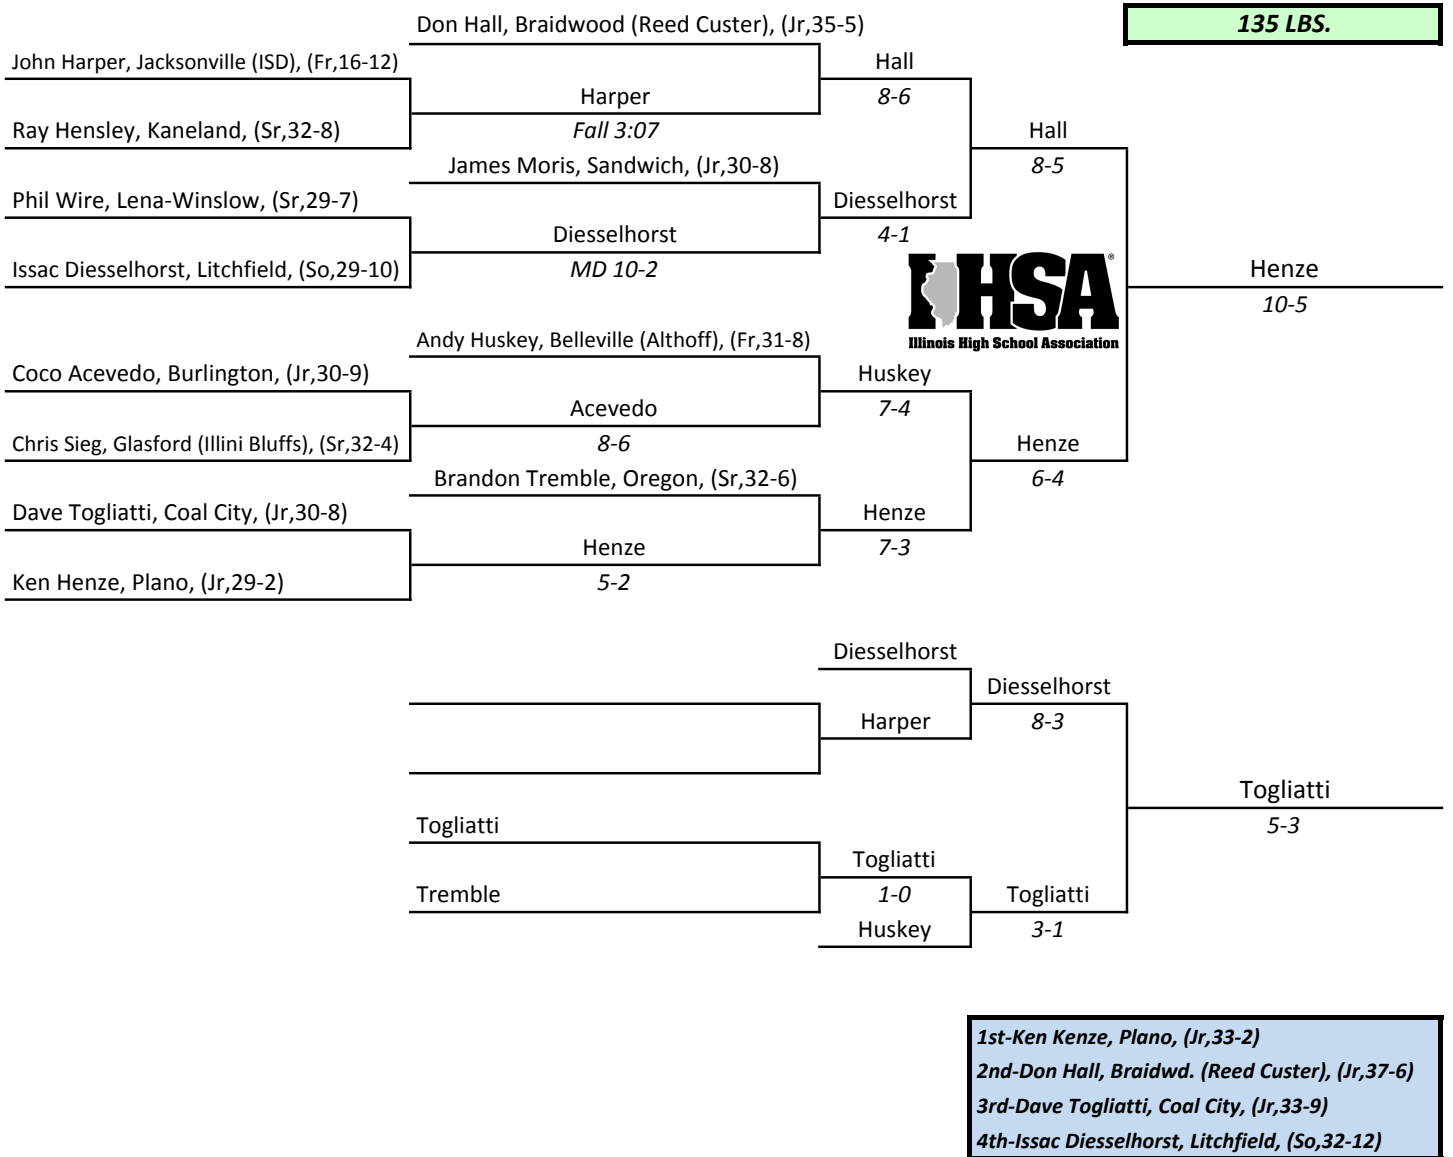 Don Hall, Braidwood (Reed Custer), (Jr,35-5)
135 LBS.
John Harper, Jacksonville (ISD), (Fr,16-12)
Hall
Harper
8-6
Ray Hensley, Kaneland, (Sr,32-8)
Fall 3:07
Hall
James Moris, Sandwich, (Jr,30-8)
8-5
Phil Wire, Lena-Winslow, (Sr,29-7)
Diesselhorst
Diesselhorst
4-1
Issac Diesselhorst, Litchfield, (So,29-10)
MD 10-2
IHSA®
Illinois High School Association
Henze
10-5
Andy Huskey, Belleville (Althoff), (Fr,31-8)
Coco Acevedo, Burlington, (Jr,30-9)
Huskey
Acevedo
7-4
Chris Sieg, Glasford (Illini Bluffs), (Sr,32-4)
8-6
Henze
Brandon Tremble, Oregon, (Sr,32-6)
6-4
Dave Togliatti, Coal City, (Jr,30-8)
Henze
Henze
7-3
Ken Henze, Plano, (Jr,29-2)
5-2
Diesselhorst
Diesselhorst
Harper
8-3
Togliatti
Togliatti
5-3
Togliatti
Tremble
1-0
Togliatti
Huskey
3-1
1st-Ken Kenze, Plano, (Jr,33-2)
2nd-Don Hall, Braidwd. (Reed Custer), (Jr,37-6)
3rd-Dave Togliatti, Coal City, (Jr,33-9)
4th-Issac Diesselhorst, Litchfield, (So,32-12)